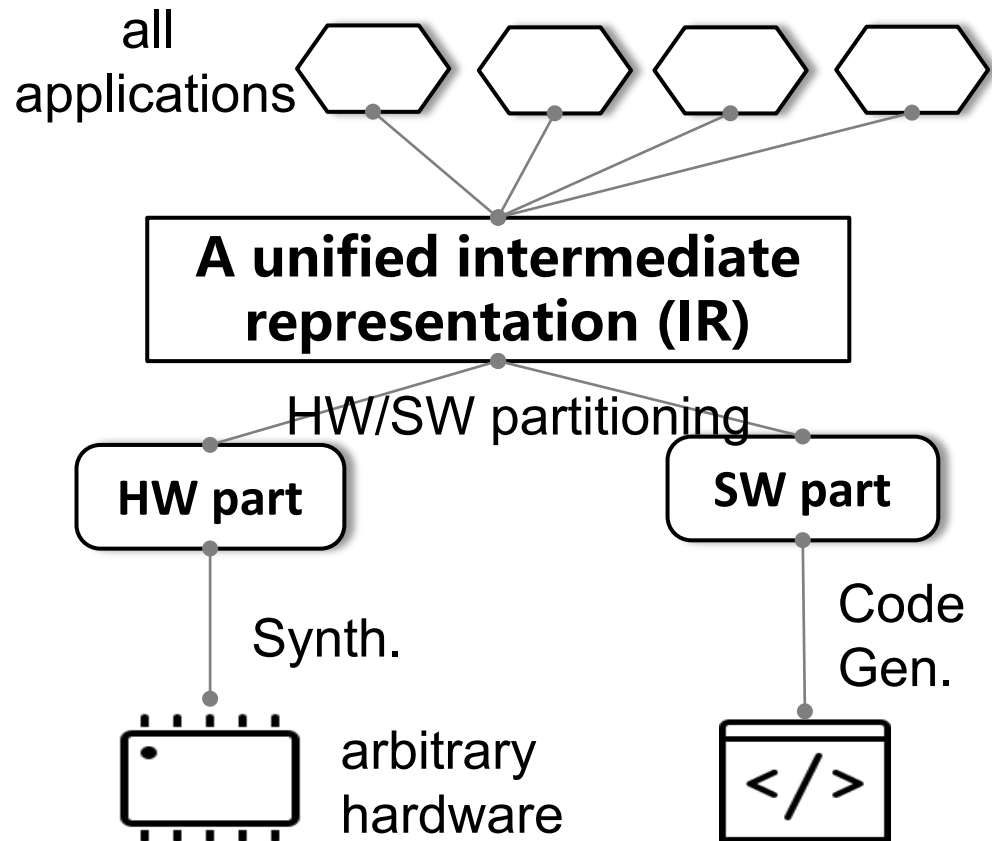 all
applications
A unified intermediate
representation (IR)
HW/SW partitioning
HW part
SW part
Synth.
Code
Gen.
arbitrary
hardware
</>